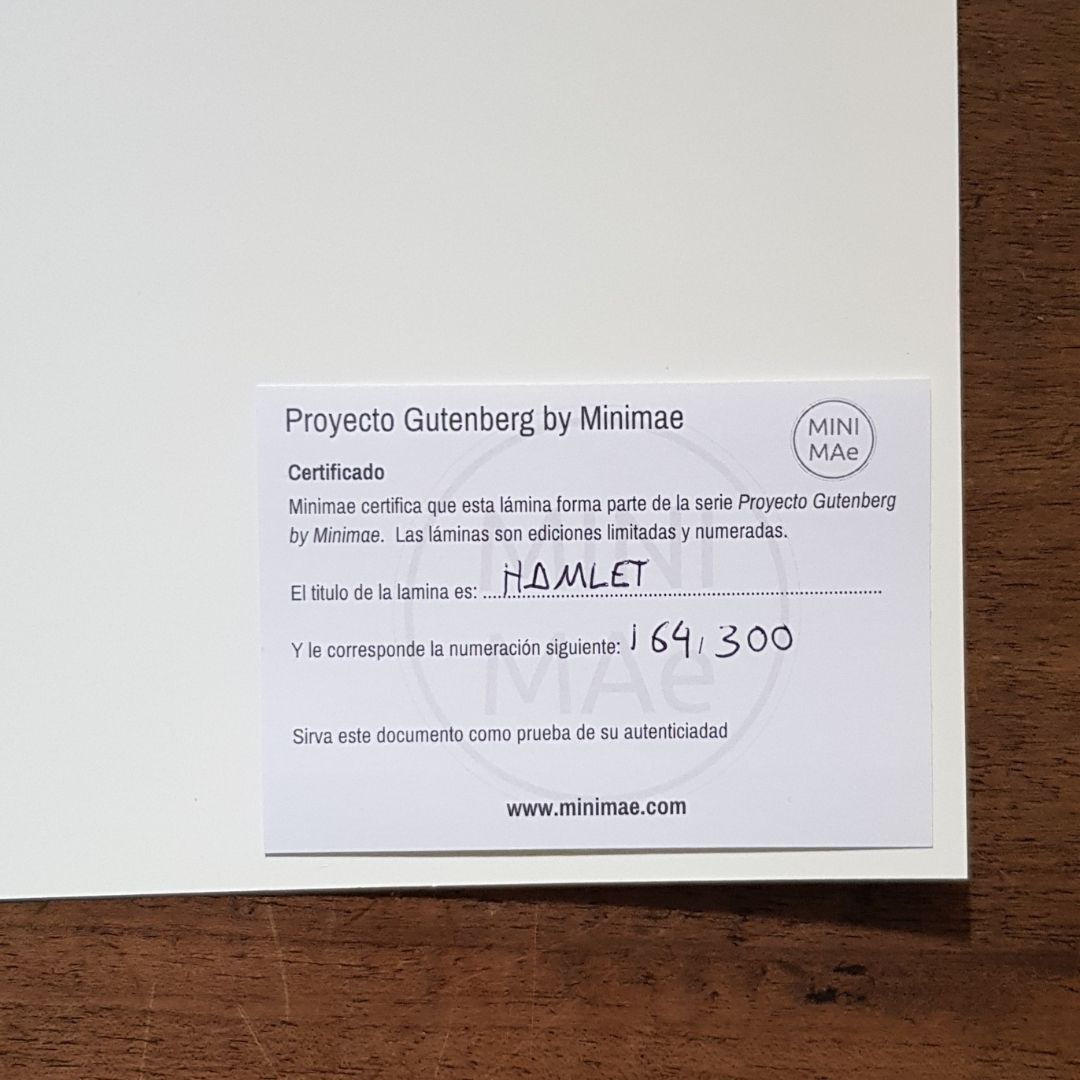 Proyecto Gutenberg by Minimae
MINI
MAe
Certificado
Minimae certifica que esta lámina forma parte de la serie Proyecto Gutenberg
by Minimae. Las láminas son ediciones limitadas y numeradas.
El titulo de la lamina es: HAMLET
Y le corresponde la numeración siguiente: 164/300
MINI
MAe
Sirva este documento como prueba de su autenticiadad
www.minimae.com